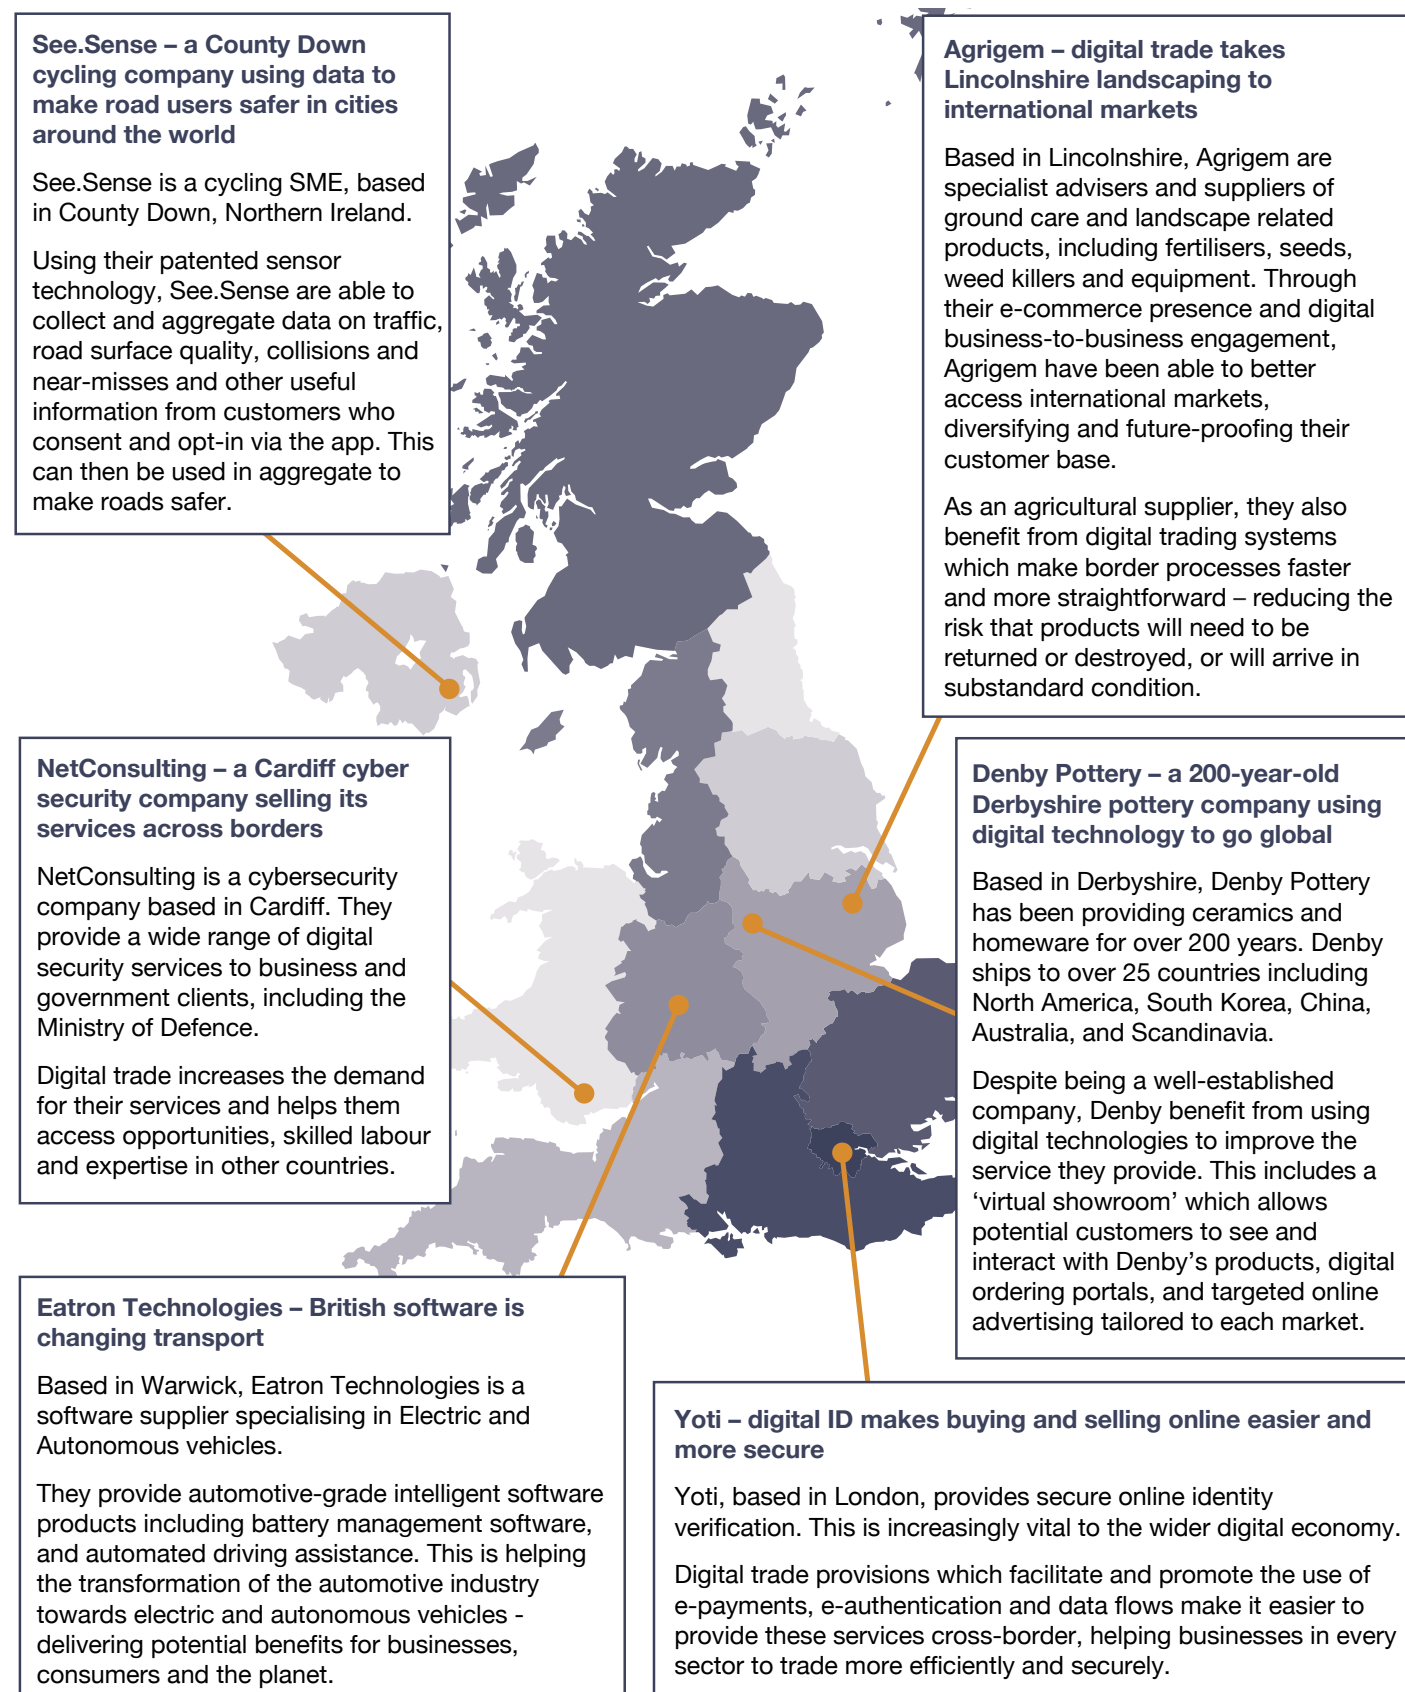 See.Sense – a County Down
cycling company using data to
make road users safer in cities
around the world
See.Sense is a cycling SME, based
in County Down, Northern Ireland.
Using their patented sensor
technology, See.Sense are able to
collect and aggregate data on traffic,
road surface quality, collisions and
near-misses and other useful
information from customers who
consent and opt-in via the app. This
can then be used in aggregate to
make roads safer.
Agrigem – digital trade takes
Lincolnshire landscaping to
international markets
Based in Lincolnshire, Agrigem are
specialist advisers and suppliers of
ground care and landscape related
products, including fertilisers, seeds,
weed killers and equipment. Through
their e-commerce presence and digital
business-to-business engagement,
Agrigem have been able to better
access international markets,
diversifying and future-proofing their
customer base.
As an agricultural supplier, they also
benefit from digital trading systems
which make border processes faster
and more straightforward – reducing the
risk that products will need to be
returned or destroyed, or will arrive in
substandard condition.
NetConsulting – a Cardiff cyber
security company selling its
services across borders
NetConsulting is a cybersecurity
company based in Cardiff. They
provide a wide range of digital
security services to business and
government clients, including the
Ministry of Defence.
Digital trade increases the demand
for their services and helps them
access opportunities, skilled labour
and expertise in other countries.
Denby Pottery – a 200-year-old
Derbyshire pottery company using
digital technology to go global
Based in Derbyshire, Denby Pottery
has been providing ceramics and
homeware for over 200 years. Denby
ships to over 25 countries including
North America, South Korea, China,
Australia, and Scandinavia.
Despite being a well-established
company, Denby benefit from using
digital technologies to improve the
service they provide. This includes a
‘virtual showroom’ which allows
potential customers to see and
interact with Denby’s products, digital
ordering portals, and targeted online
advertising tailored to each market.
Eatron Technologies – British software is
changing transport
Based in Warwick, Eatron Technologies is a
software supplier specialising in Electric and
Autonomous vehicles.
They provide automotive-grade intelligent software
products including battery management software,
and automated driving assistance. This is helping
the transformation of the automotive industry
towards electric and autonomous vehicles -
delivering potential benefits for businesses,
consumers and the planet.
Yoti – digital ID makes buying and selling online easier and
more secure
Yoti, based in London, provides secure online identity
verification. This is increasingly vital to the wider digital economy.
Digital trade provisions which facilitate and promote the use of
e-payments, e-authentication and data flows make it easier to
provide these services cross-border, helping businesses in every
sector to trade more efficiently and securely.